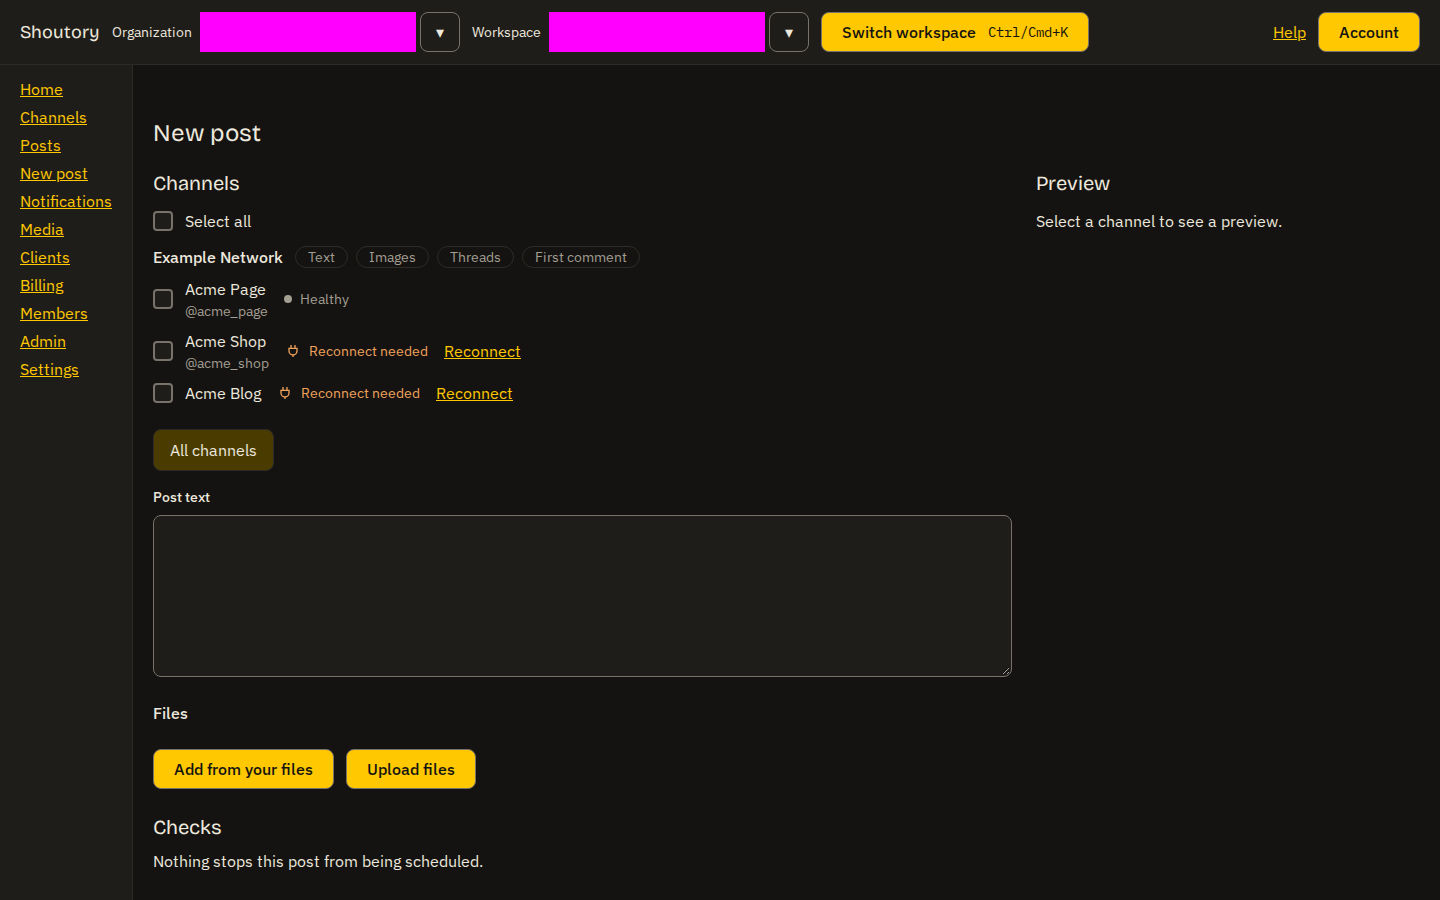 Shoutory Organization ▾ Workspace ▾ Switch workspace Ctrl/Cmd+K Help Account
Home
Channels
Posts
New post
Notifications
Media
Clients
Billing
Members
Admin
Settings
New post
Channels
Select all
Example Network Text Images Threads First comment
Acme Page
@acme_page
Healthy
Acme Shop
@acme_shop
Reconnect needed Reconnect
Acme Blog Reconnect needed Reconnect
All channels
Post text
Files
Add from your files Upload files
Checks
Nothing stops this post from being scheduled.
Preview
Select a channel to see a preview.